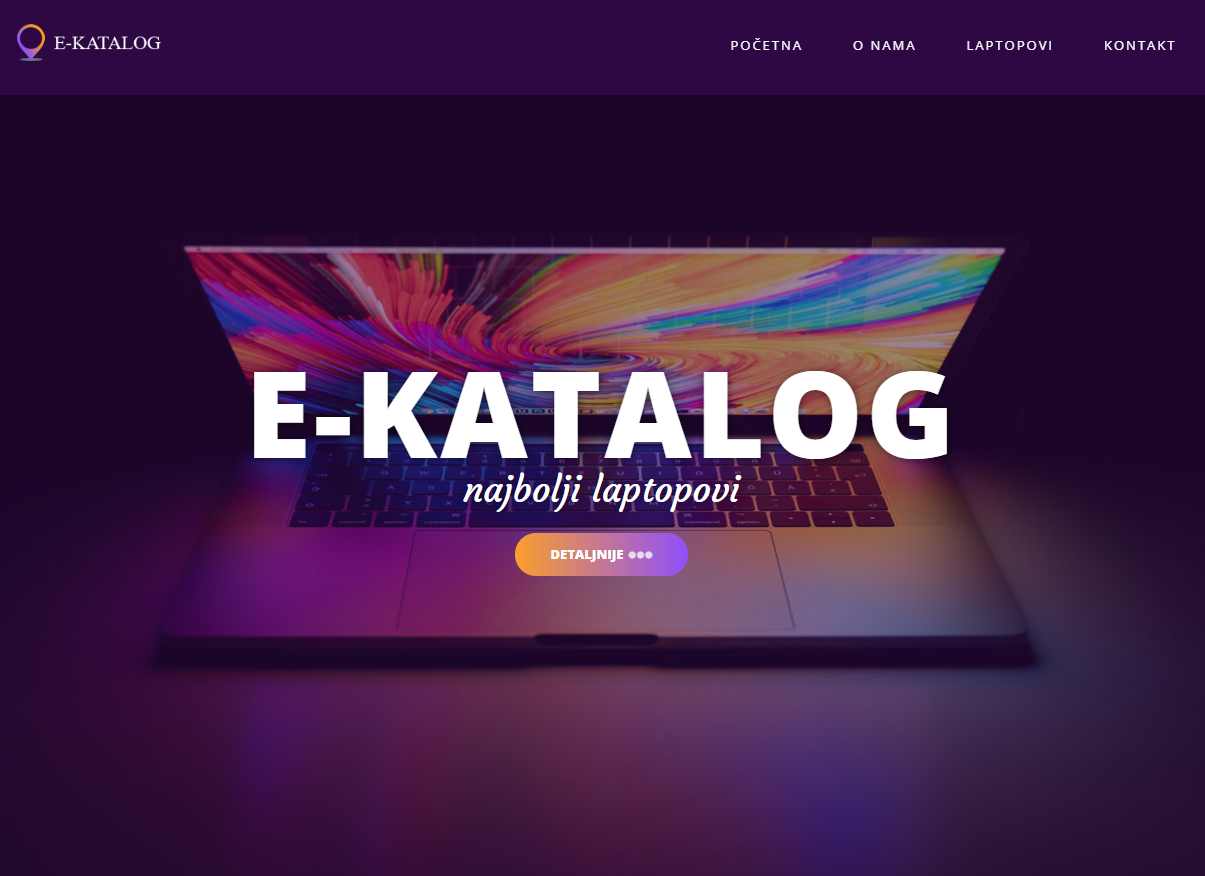 E-KATALOG
POČETNA O NAMA LAPTOPOVI KONTAKT
E-KATALOG
najbolji laptopovi
DETALJNIJE